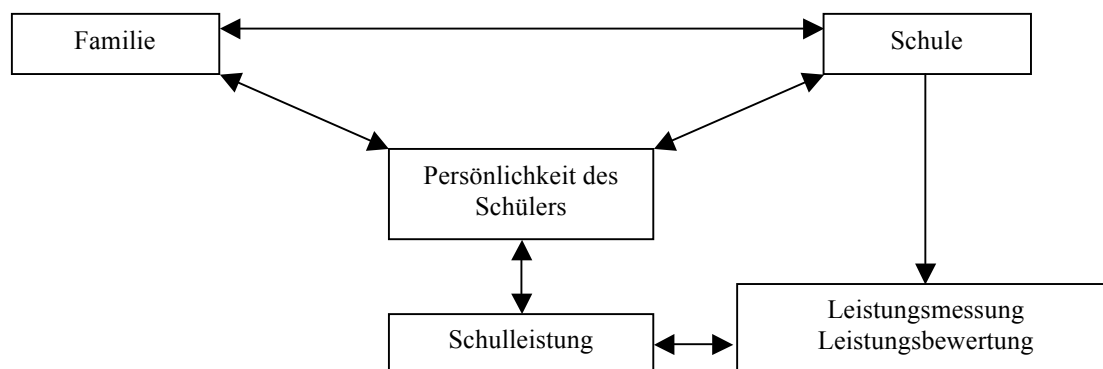 Familie
Schule
Persönlichkeit des
Schülers
Schulleistung
Leistungsmessung
Leistungsbewertung